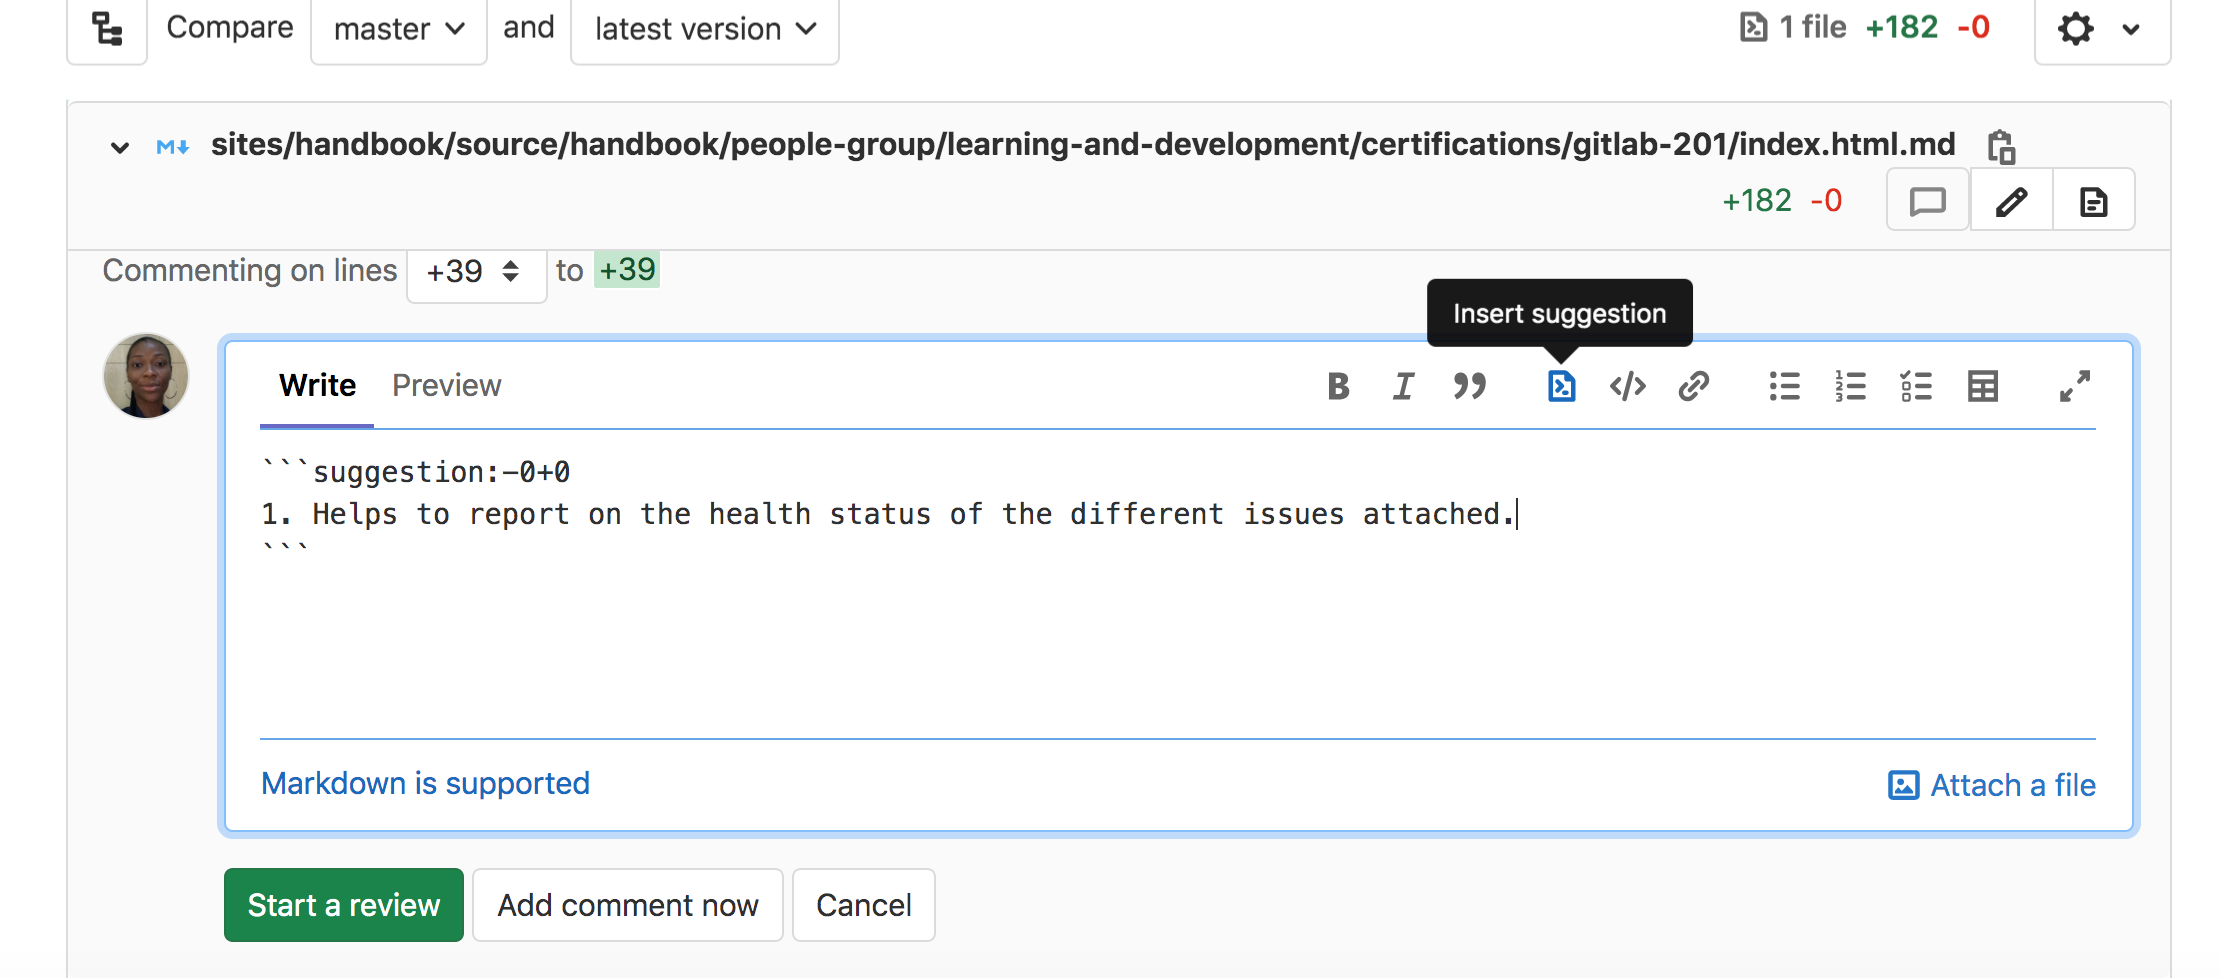 Compare master and latest version 1 file +182 -0
sites/handbook/source/handbook/people-group/learning-and-development/certifications/gitlab-201/index.html.md
+182 -0
Commenting on lines +39 to +39
Insert suggestion
Write Preview
```suggestion:-0+0
1. Helps to report on the health status of the different issues attached.
```
Markdown is supported
Attach a file
Start a review Add comment now Cancel